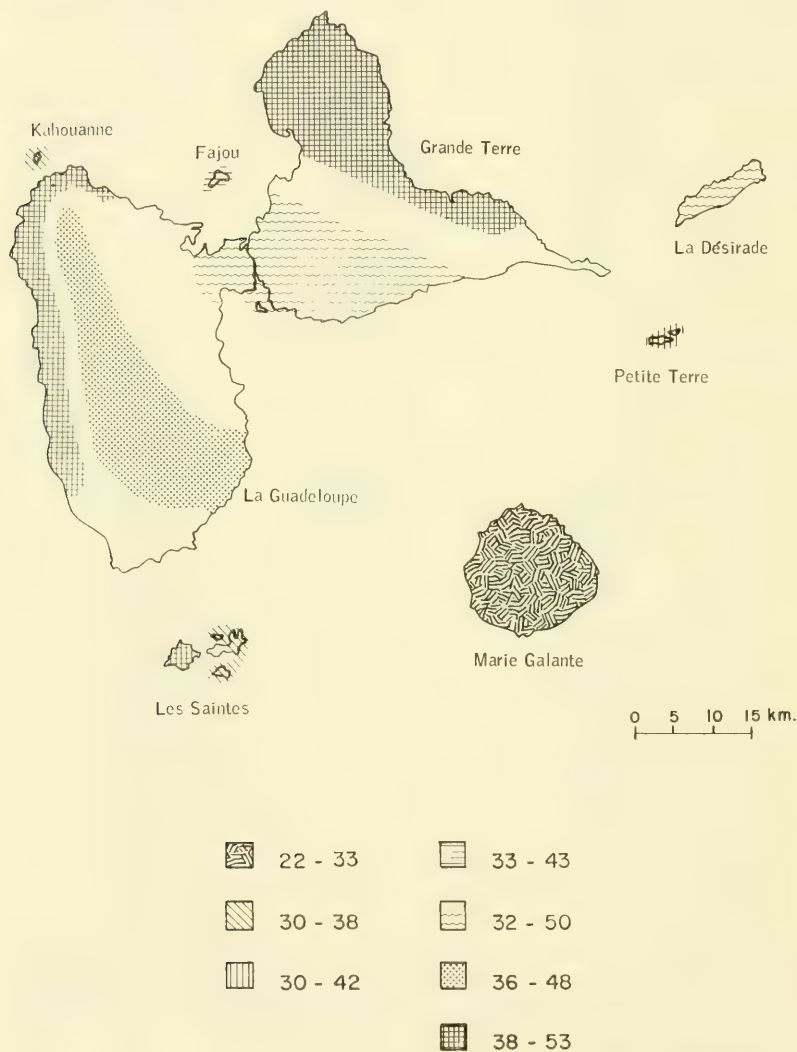 Kahouanne
Fajou
Grande Terre
La Désirade
Petite Terre
La Guadeloupe
Marie Galante
Les Saintes
0 5 10 15 km.
22 - 33
33 - 43
30 - 38
32 - 50
30 - 42
36 - 48
38 - 53